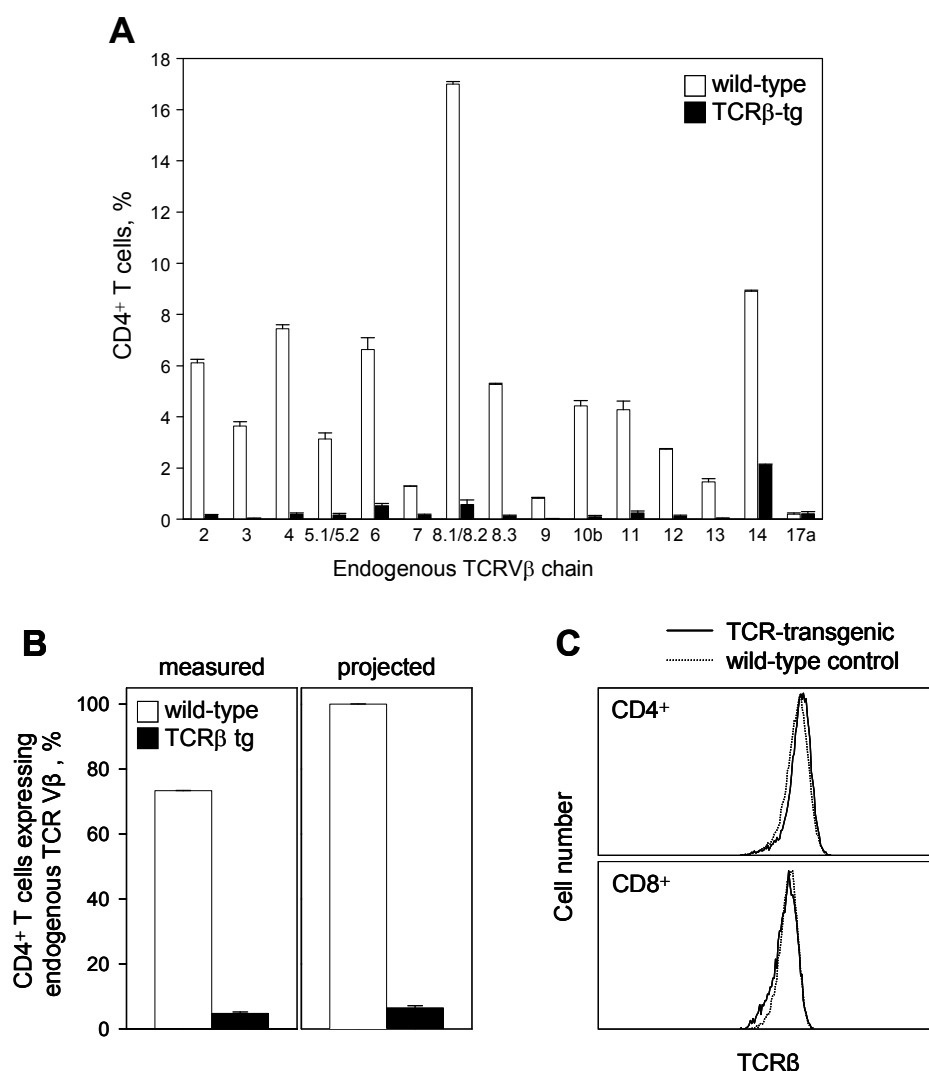 A
18
16
14
12
10
8
6
4
2
0
CD4+ T cells, %
wild-type
TCRβ-tg
2 3 4 5.1/5.2 6 7 8.1/8.2 8.3 9 10b 11 12 13 14 17a
Endogenous TCRVβ chain
B
measured projected
100
80
60
40
20
0
CD4+ T cells expressing
endogenous TCR Vβ , %
wild-type
TCRβ tg
C
TCR-transgenic
wild-type control
CD4+
CD8+
Cell number
TCRβ